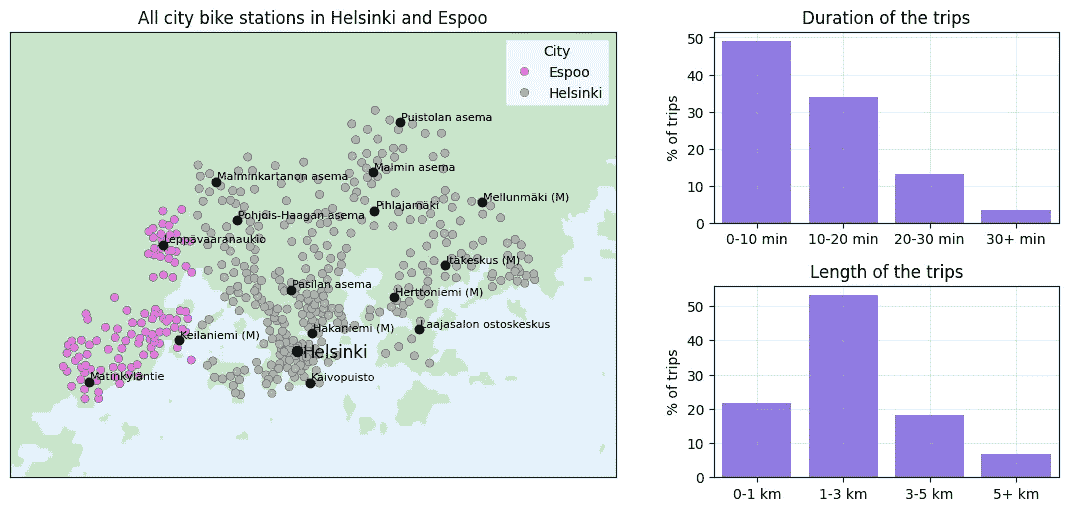 All city bike stations in Helsinki and Espoo
City
Espoo
Helsinki
Puistolan asema
Malmin asema
Malminkartanon asema
Mellunmäki (M)
Pihlajamäki
Pohjois-Haagan asema
Leppävaaranaukio
Itäkeskus (M)
Pasilan asema
Herttoniemi (M)
Hakaniemi (M)
Laajasalon ostoskeskus
Keilaniemi (M)
Helsinki
Matinkyläntie
Kaivopuisto
Duration of the trips
% of trips
50
40
30
20
10
0
0-10 min
10-20 min
20-30 min
30+ min
Length of the trips
% of trips
50
40
30
20
10
0
0-1 km
1-3 km
3-5 km
5+ km